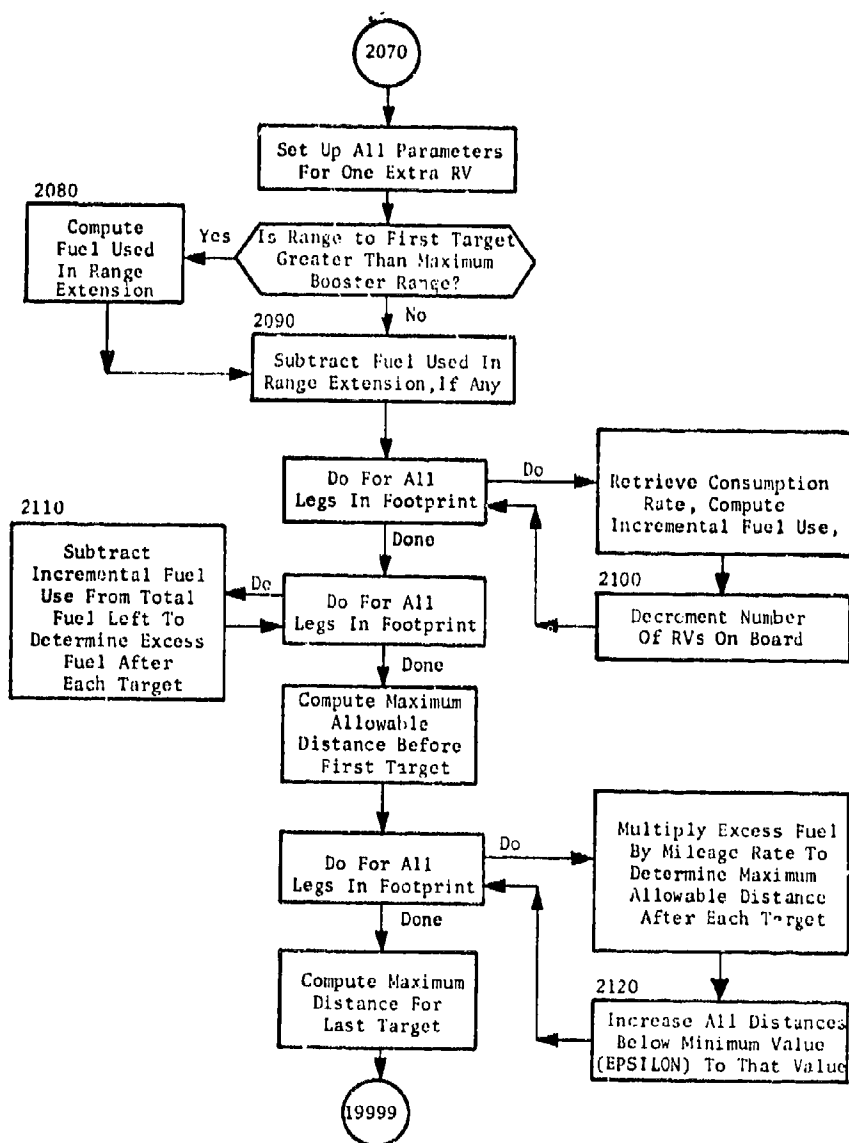 2070
Set Up All Parameters
For One Extra RV
2080
Compute
Fuel Used
In Range
Extension
Yes
Is Range to First Target
Greater Than Maximum
Booster Range?
No
2090
Subtract Fuel Used In
Range Extension,If Any
Do For All
Legs In Footprint
Do
Retrieve Consumption
Rate, Compute
Incremental Fuel Use,
2100
Decrement Number
Of RVs On Board
Done
2110
Subtract
Incremental Fuel
Use From Total
Fuel Left To
Determine Excess
Fuel After
Each Target
Do
Do For All
Legs In Footprint
Done
Compute Maximum
Allowable
Distance Before
First Target
Do For All
Legs In Footprint
Do
Multiply Excess Fuel
By Mileage Rate To
Determine Maximum
Allowable Distance
After Each Target
2120
Increase All Distances
Below Minimum Value
(EPSILON) To That Value
Done
Compute Maximum
Distance For
Last Target
19999